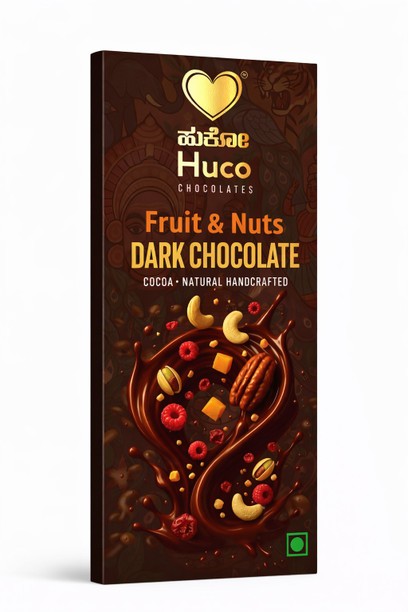 ಹುಕೋ
Huco
CHOCOLATES
Fruit & Nuts
DARK CHOCOLATE
COCOA • NATURAL HANDCRAFTED